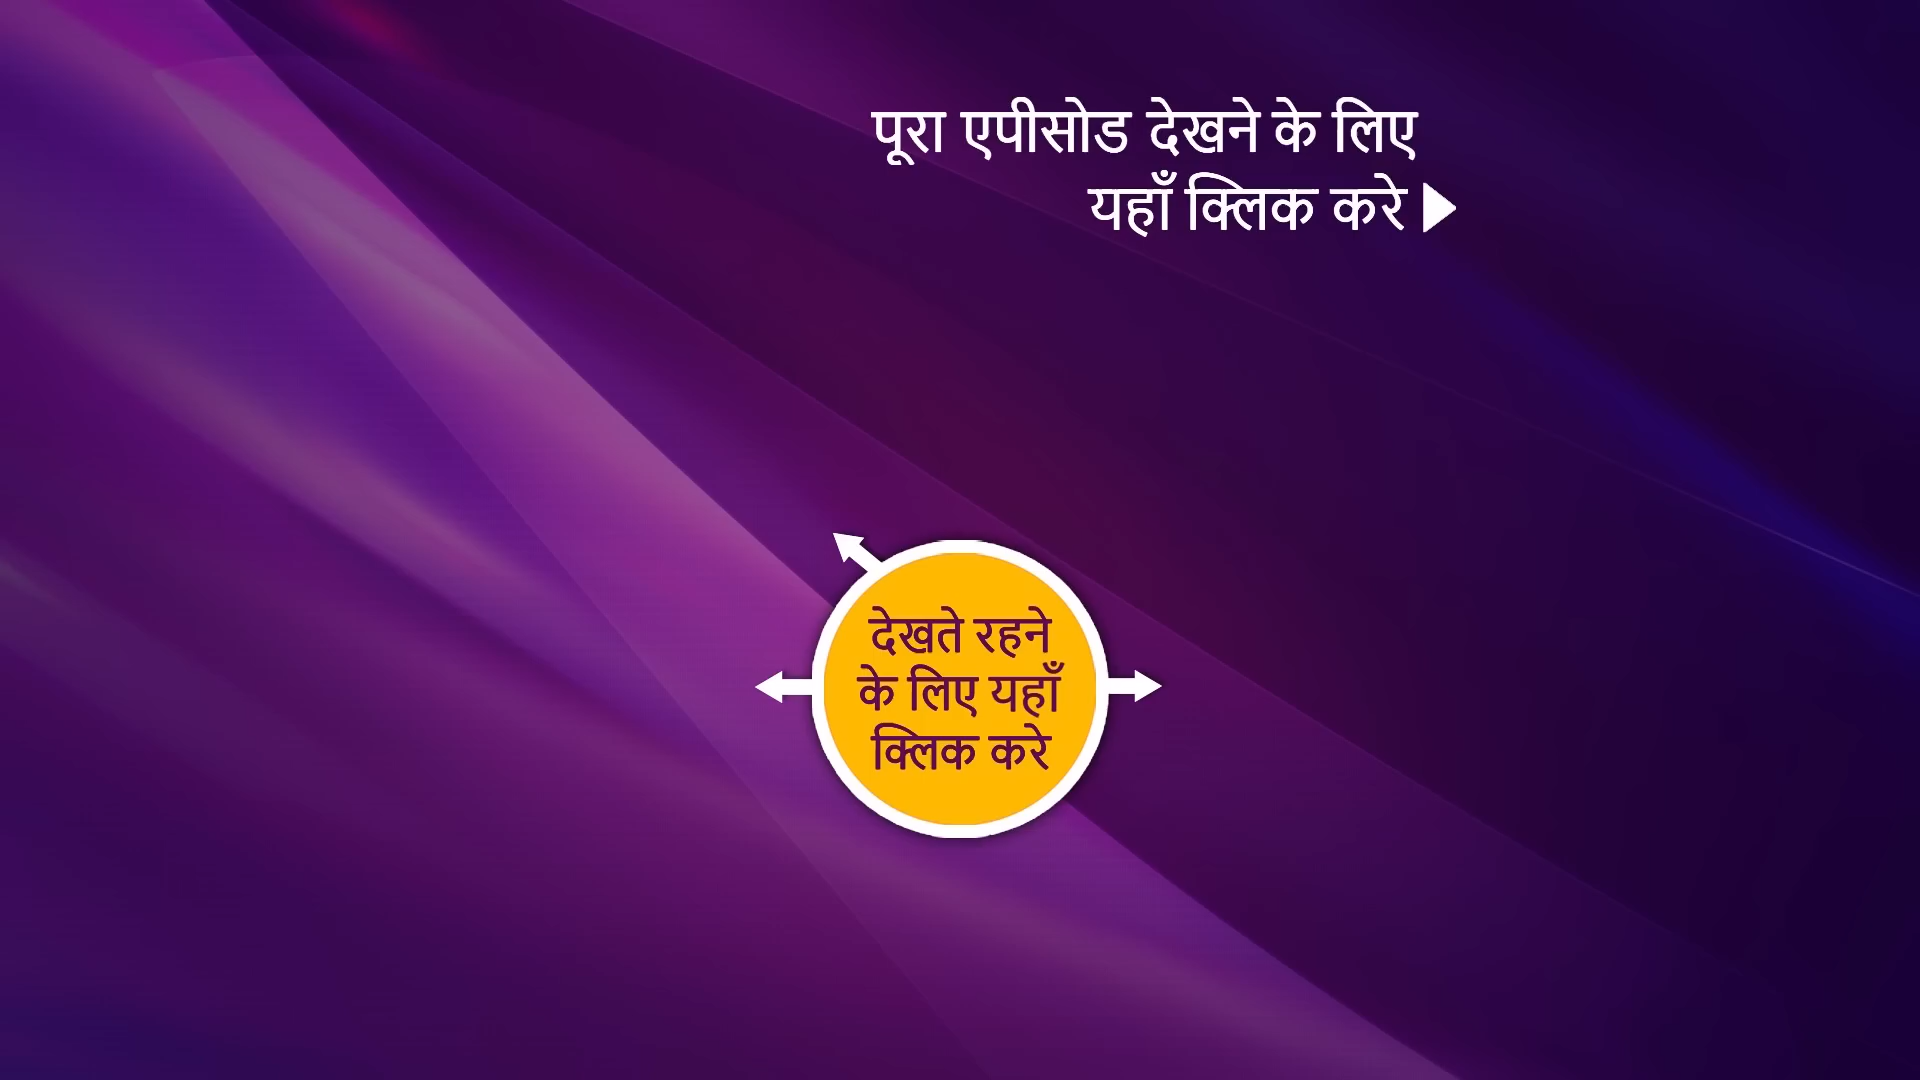 पूरा एपीसोड देखने के लिए
यहाँ क्लिक करे
देखते रहने
के लिए यहाँ
क्लिक करे